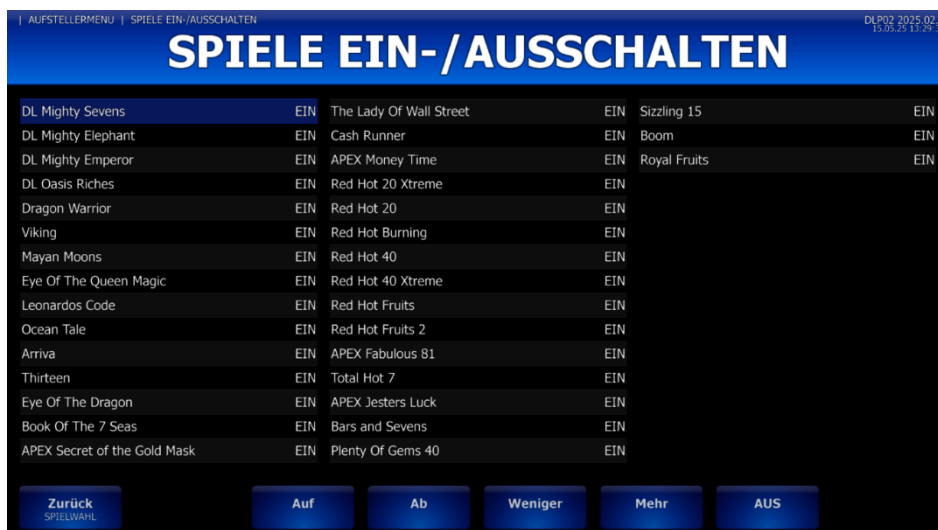 | AUFSTELLERMENU | SPIELE EIN-/AUSSCHALTEN
DLP02 2025.02.
15.05.25 13:29:
SPIELE EIN-/AUSSCHALTEN
DL Mighty Sevens EIN The Lady Of Wall Street EIN Sizzling 15 EIN
DL Mighty Elephant EIN Cash Runner EIN Boom EIN
DL Mighty Emperor EIN APEX Money Time EIN Royal Fruits EIN
DL Oasis Riches EIN Red Hot 20 Xtreme EIN
Dragon Warrior EIN Red Hot 20 EIN
Viking EIN Red Hot Burning EIN
Mayan Moons EIN Red Hot 40 EIN
Eye Of The Queen Magic EIN Red Hot 40 Xtreme EIN
Leonardos Code EIN Red Hot Fruits EIN
Ocean Tale EIN Red Hot Fruits 2 EIN
Arriva EIN APEX Fabulous 81 EIN
Thirteen EIN Total Hot 7 EIN
Eye Of The Dragon EIN APEX Jesters Luck EIN
Book Of The 7 Seas EIN Bars and Sevens EIN
APEX Secret of the Gold Mask EIN Plenty Of Gems 40 EIN
Zurück Auf Ab Weniger Mehr AUS
SPIELWAHL